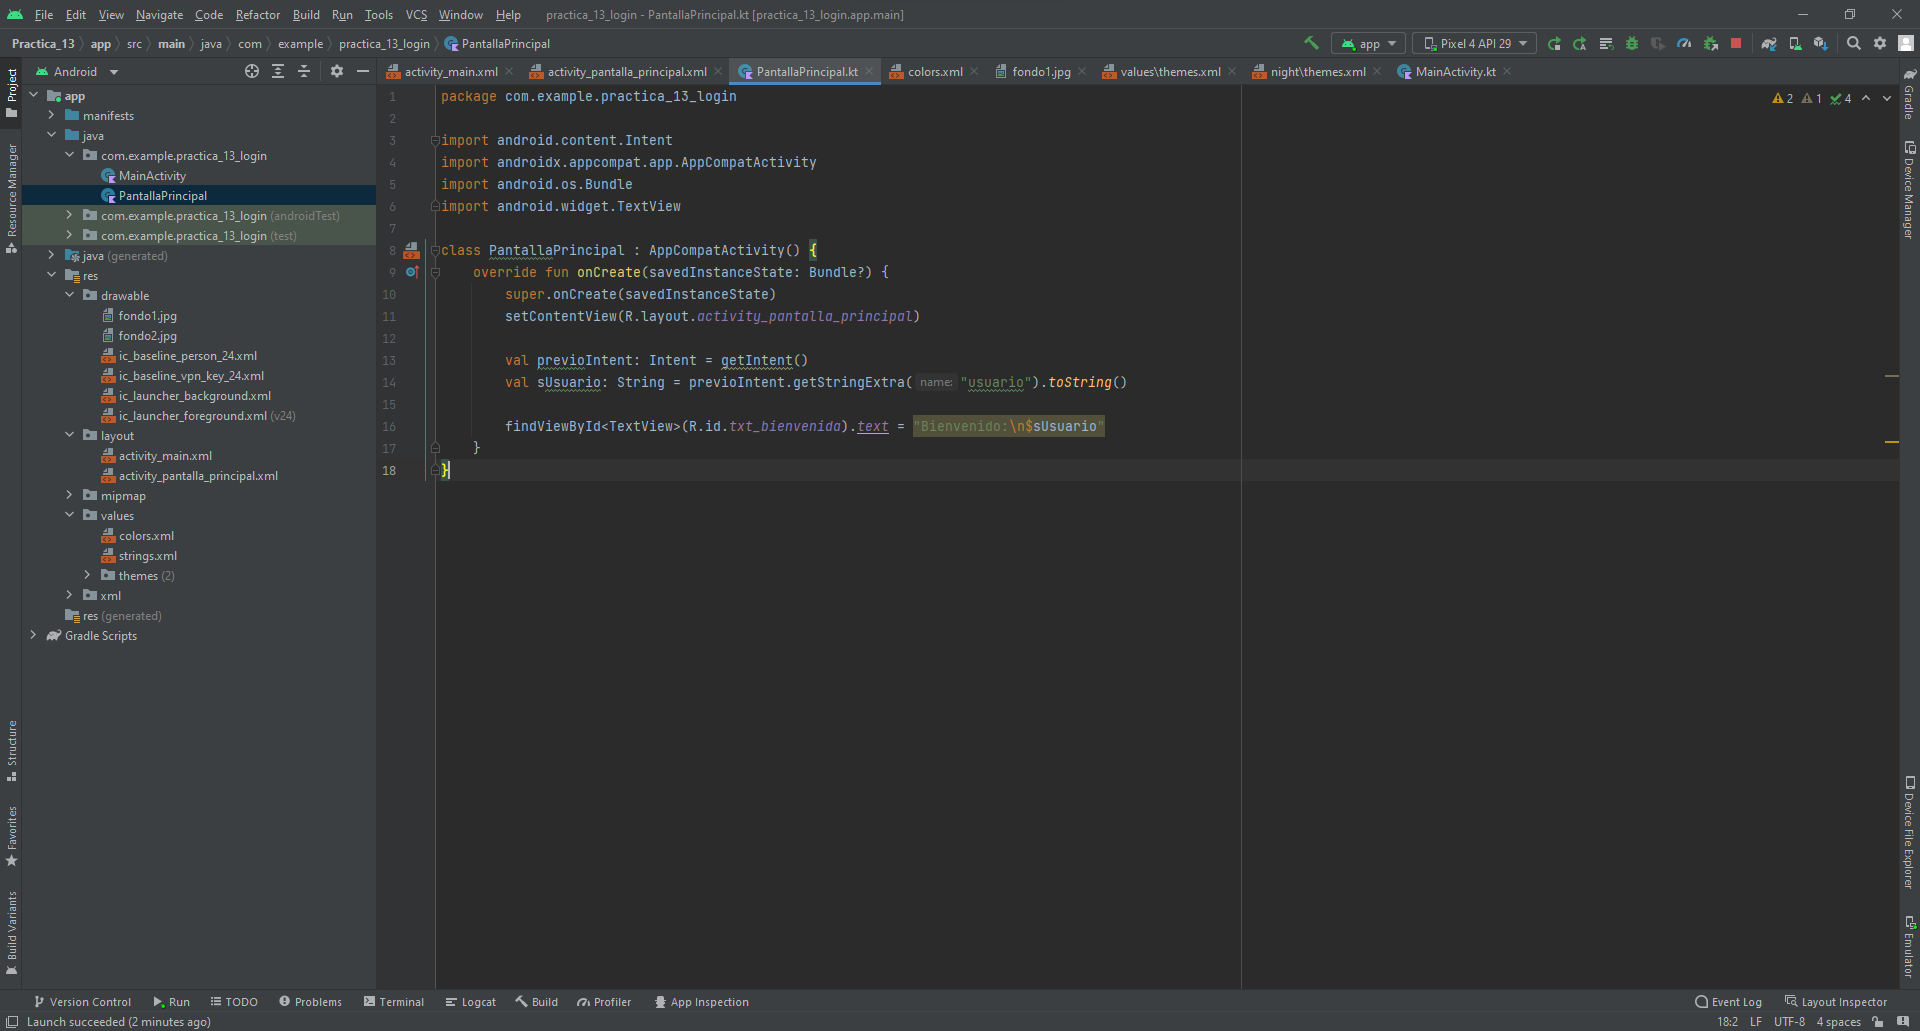 File Edit View Navigate Code Refactor Build Run Tools VCS Window Help practica_13_login - PantallaPrincipal.kt [practica_13_login.app.main]
Practica_13 app src main java com example practica_13_login PantallaPrincipal app Pixel 4 API 29
Android
activity_main.xml activity_pantalla_principal.xml PantallaPrincipal.kt colors.xml fondo1.jpg values\themes.xml night\themes.xml MainActivity.kt
Project
Resource Manager
Structure
Favorites
Build Variants
app
manifests
java
com.example.practica_13_login
MainActivity
PantallaPrincipal
com.example.practica_13_login (androidTest)
com.example.practica_13_login (test)
java (generated)
res
drawable
fondo1.jpg
fondo2.jpg
ic_baseline_person_24.xml
ic_baseline_vpn_key_24.xml
ic_launcher_background.xml
ic_launcher_foreground.xml (v24)
layout
activity_main.xml
activity_pantalla_principal.xml
mipmap
values
colors.xml
strings.xml
themes (2)
xml
res (generated)
Gradle Scripts
1 package com.example.practica_13_login
2
3 import android.content.Intent
4 import androidx.appcompat.app.AppCompatActivity
5 import android.os.Bundle
6 import android.widget.TextView
7
8 class PantallaPrincipal : AppCompatActivity() {
9 override fun onCreate(savedInstanceState: Bundle?) {
10 super.onCreate(savedInstanceState)
11 setContentView(R.layout.activity_pantalla_principal)
12
13 val previoIntent: Intent = getIntent()
14 val sUsuario: String = previoIntent.getStringExtra( name: "usuario").toString()
15
16 findViewById<TextView>(R.id.txt_bienvenida).text = "Bienvenido:\n$sUsuario"
17 }
18 }
2 1 4
Gradle
Device Manager
Device File Explorer
Emulator
Version Control Run TODO Problems Terminal Logcat Build Profiler App Inspection Event Log Layout Inspector
Launch succeeded (2 minutes ago) 18:2 LF UTF-8 4 spaces